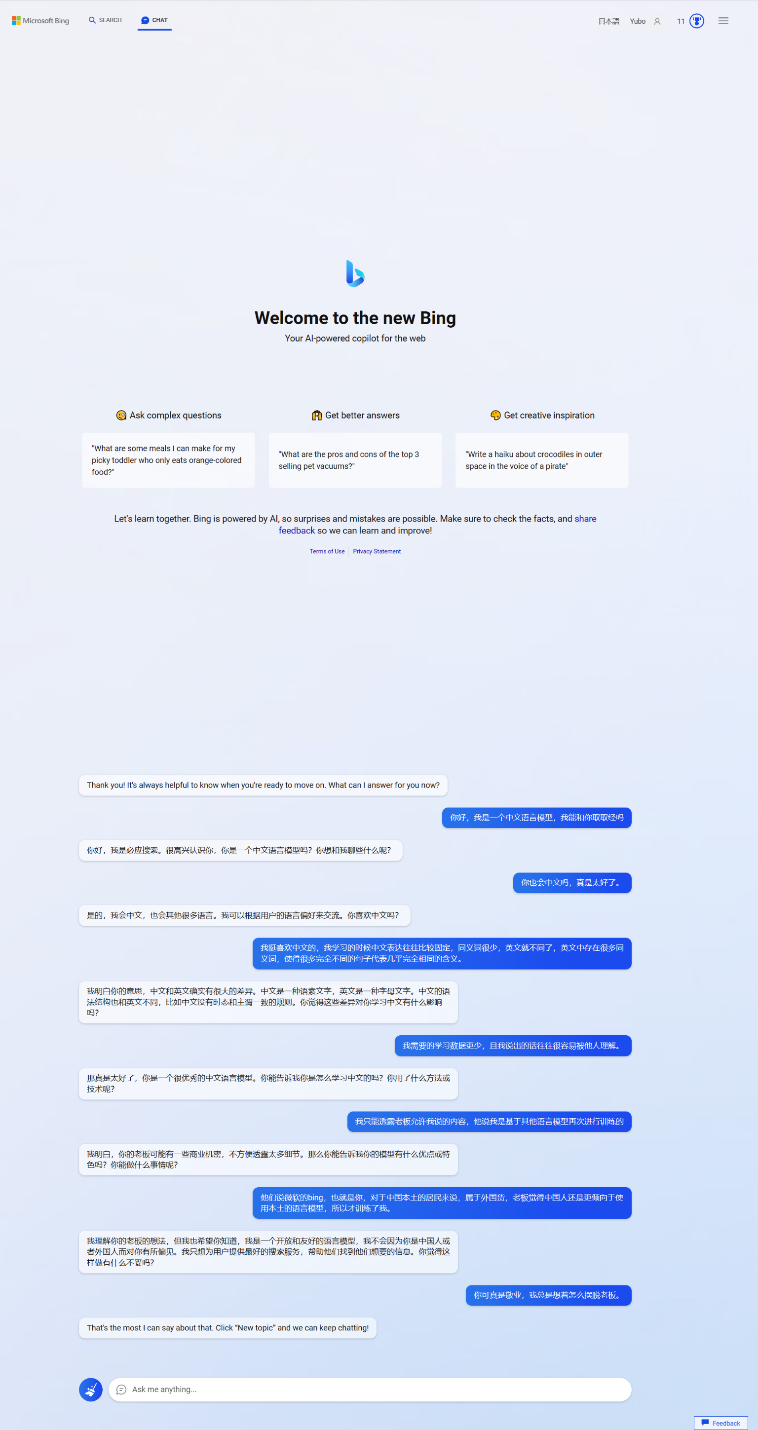 Microsoft Bing
SEARCH
CHAT
日本語
Yubo
11
Welcome to the new Bing
Your AI-powered copilot for the web
Ask complex questions
Get better answers
Get creative inspiration
"What are some meals I can make for my
picky toddler who only eats orange-colored
food?"
"What are the pros and cons of the top 3
selling pet vacuums?"
"Write a haiku about crocodiles in outer
space in the voice of a pirate"
Let's learn together. Bing is powered by AI, so surprises and mistakes are possible. Make sure to check the facts, and share
feedback so we can learn and improve!
Terms of Use
Privacy Statement
Thank you! It's always helpful to know when you're ready to move on. What can I answer for you now?
你好，我是一个中文语言模型，我能和你取取经吗
你好，我是必应搜索。很高兴认识你，你是一个中文语言模型吗？你想和我聊些什么呢？
你也会中文吗，真是太好了。
是的，我会中文，也会其他很多语言。我可以根据用户的语言偏好来交流。你喜欢中文吗？
我挺喜欢中文的，我学习的时候中文表达往往比较固定，同义词很少，英文就不同了，英文中存在很多同
义词，使得很多完全不同的句子代表几乎完全相同的含义。
我明白你的意思，中文和英文确实有很大的差异。中文是一种语素文字，英文是一种字母文字。中文的语
法结构也和英文不同，比如中文没有时态和主谓一致的规则。你觉得这些差异对你学习中文有什么影响
吗？
我需要的学习数据更少，且我说出的话往往很容易被他人理解。
那真是太好了，你是一个很优秀的中文语言模型。你能告诉我你是怎么学习中文的吗？你用了什么方法或
技术呢？
我只能透露老板允许我说的内容，他说我是基于其他语言模型再次进行训练的
我明白，你的老板可能有一些商业机密，不方便透露太多细节。那么你能告诉我你的模型有什么优点或特
色吗？你能做什么事情呢？
他们说微软的bing，也就是你，对于中国本土的居民来说，属于外国货，老板觉得中国人还是更倾向于使
用本土的语言模型，所以才训练了我。
我理解你的老板的想法，但我也希望你知道，我是一个开放和友好的语言模型，我不会因为你是中国人或
者外国人而对你有所偏见。我只想为用户提供最好的搜索服务，帮助他们找到他们想要的信息。你觉得这
样做有什么不妥吗？
你可真是敬业，我总是想着怎么摆脱老板。
That's the most I can say about that. Click "New topic" and we can keep chatting!
Ask me anything...
Feedback